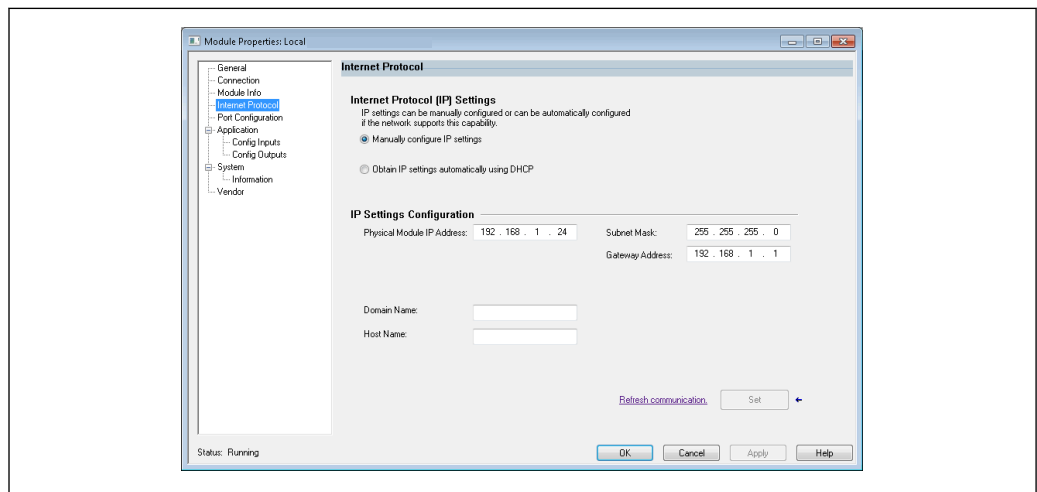 Module Properties: Local
General
Connection
Module Info
Internet Protocol
Port Configuration
Application
Config Inputs
Config Outputs
System
Information
Vendor
Internet Protocol
Internet Protocol (IP) Settings
IP settings can be manually configured or can be automatically configured
if the network supports this capability.
Manually configure IP settings
Obtain IP settings automatically using DHCP
IP Settings Configuration
Physical Module IP Address: 192 . 168 . 1 . 24 Subnet Mask: 255 . 255 . 255 . 0
Gateway Address: 192 . 168 . 1 . 1
Domain Name:
Host Name:
Refresh communication. Set
Status: Running OK Cancel Apply Help